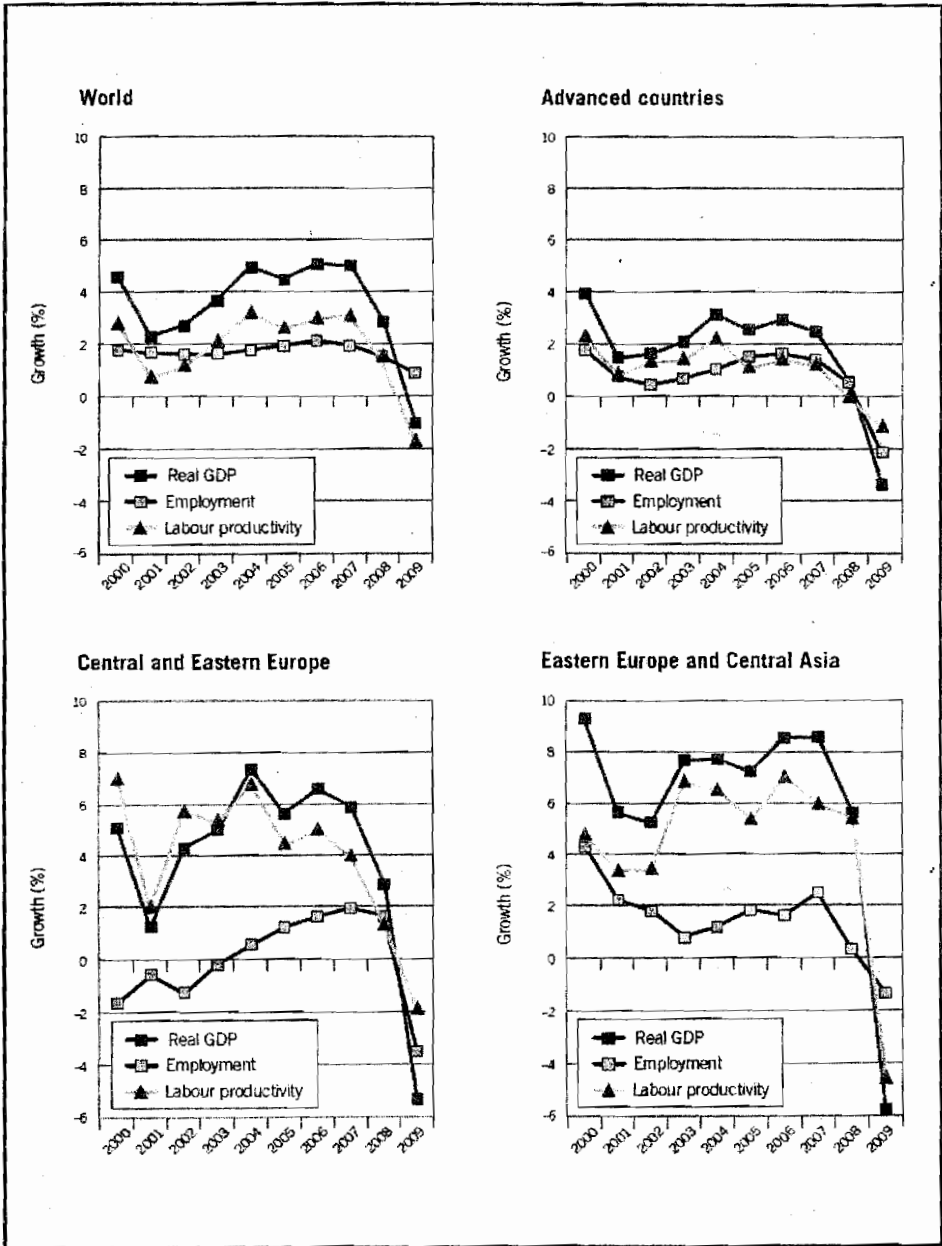 World
Growth (%)
10
8
6
4
2
0
-2
-4
-6
Real GDP
Employment
Labour productivity
2000 2001 2002 2003 2004 2005 2006 2007 2008 2009
Advanced countries
Growth (%)
10
8
6
4
2
0
-2
-4
-6
Real GDP
Employment
Labour productivity
2000 2001 2002 2003 2004 2005 2006 2007 2008 2009
Central and Eastern Europe
Growth (%)
10
8
6
4
2
0
-2
-4
-6
Real GDP
Employment
Labour productivity
2000 2001 2002 2003 2004 2005 2006 2007 2008 2009
Eastern Europe and Central Asia
Growth (%)
10
8
6
4
2
0
-2
-4
-6
Real GDP
Employment
Labour productivity
2000 2001 2002 2003 2004 2005 2006 2007 2008 2009